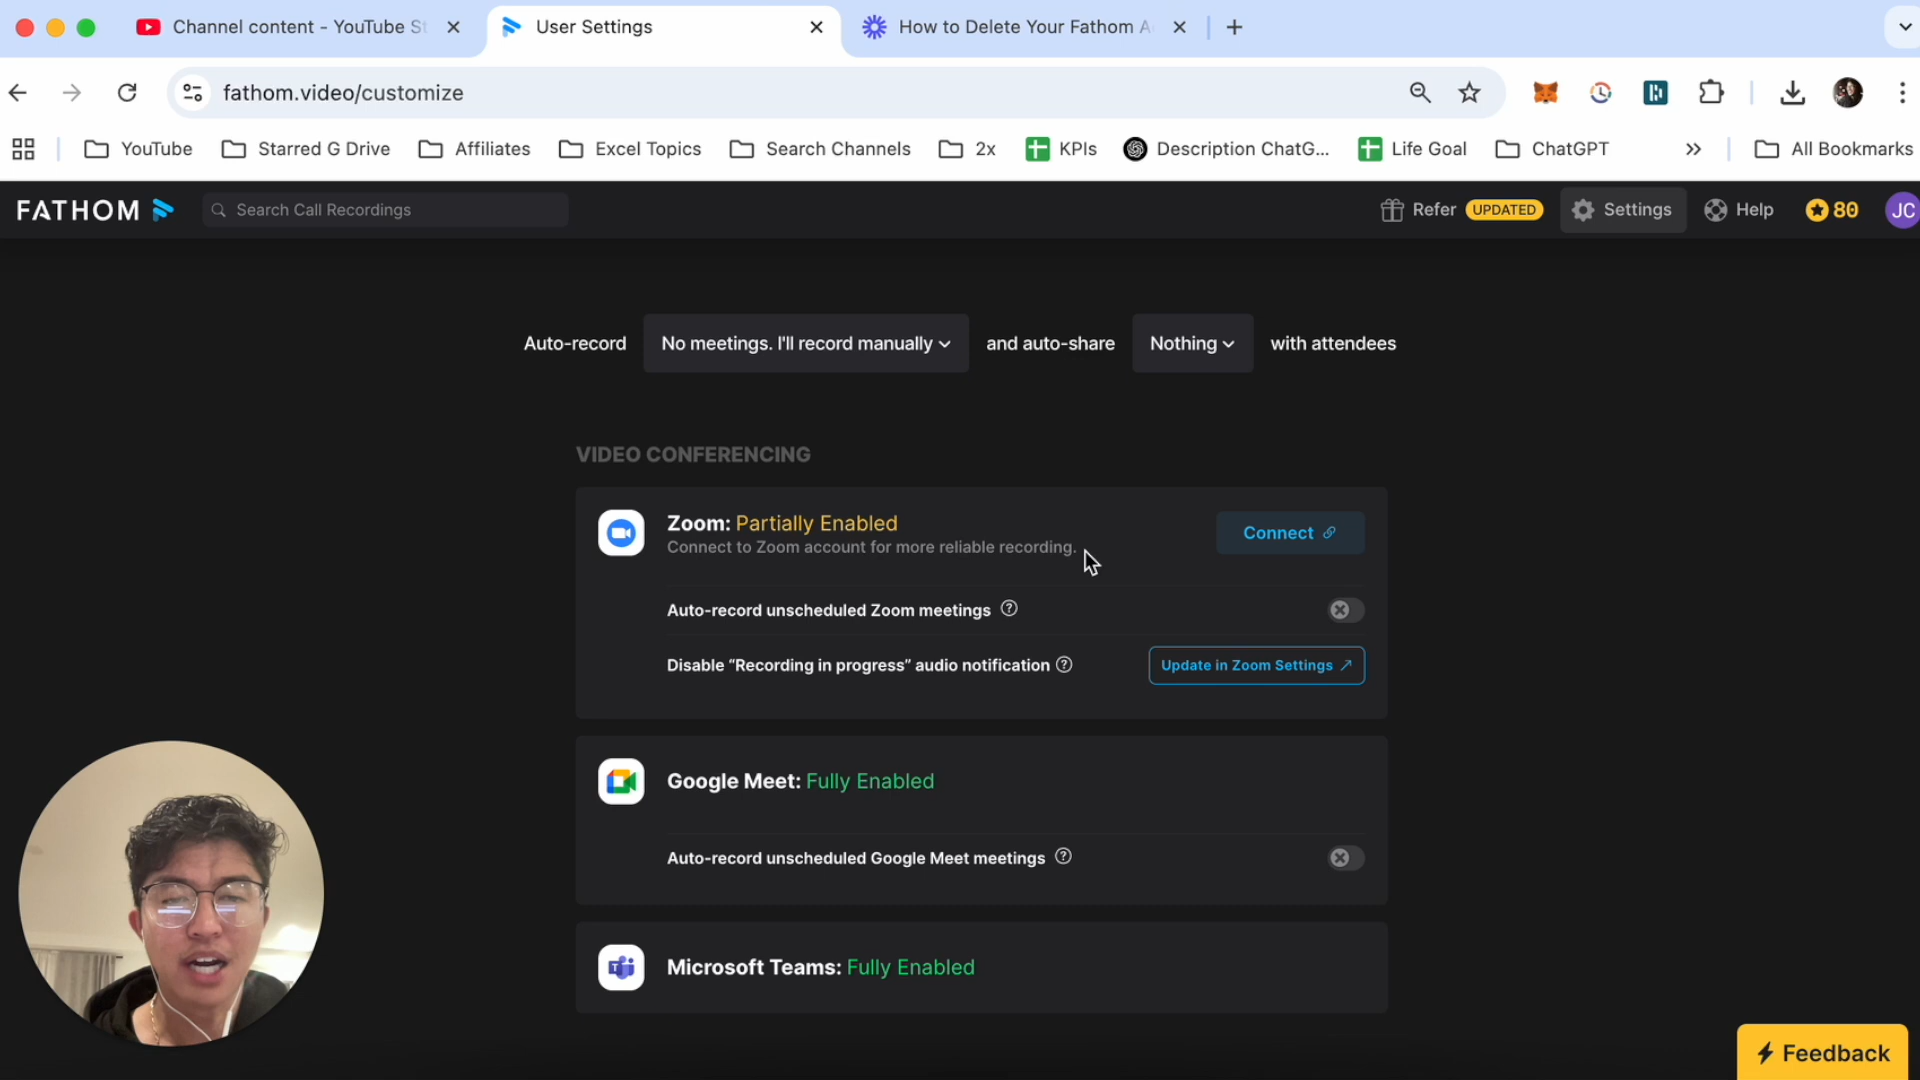 Channel content - YouTube St
User Settings
How to Delete Your Fathom A
fathom.video/customize
YouTube
Starred G Drive
Affiliates
Excel Topics
Search Channels
2x
KPIs
Description ChatG...
Life Goal
ChatGPT
All Bookmarks
FATHOM
Search Call Recordings
Refer UPDATED
Settings
Help
80
JC
Auto-record No meetings. I'll record manually and auto-share Nothing with attendees
VIDEO CONFERENCING
Zoom: Partially Enabled
Connect to Zoom account for more reliable recording.
Connect
Auto-record unscheduled Zoom meetings
Disable “Recording in progress” audio notification
Update in Zoom Settings
Google Meet: Fully Enabled
Auto-record unscheduled Google Meet meetings
Microsoft Teams: Fully Enabled
Feedback